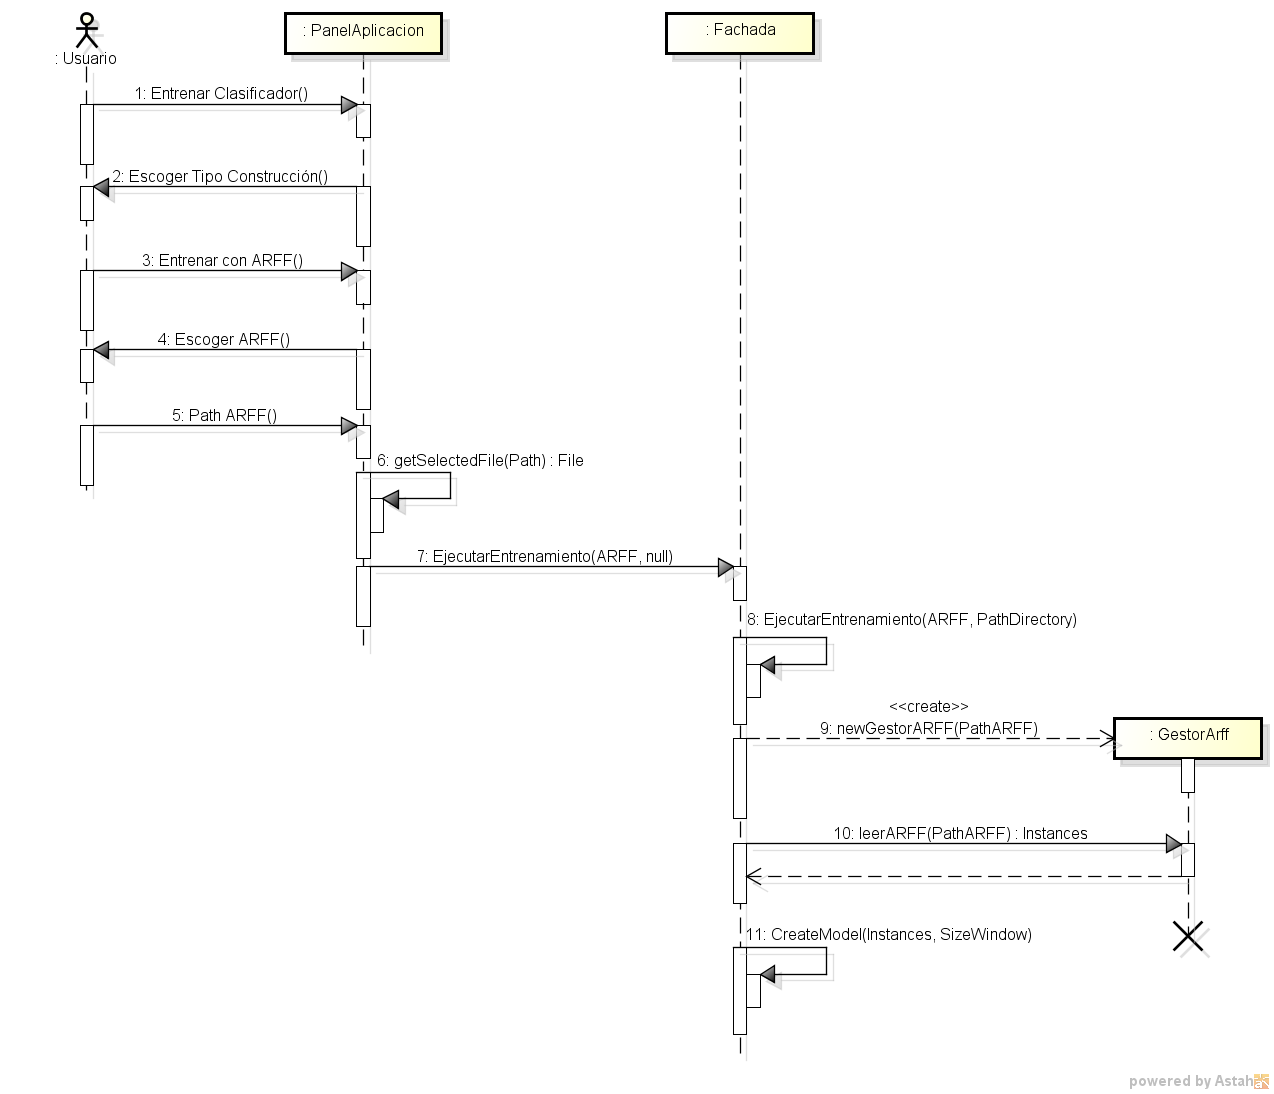 : Usuario
: PanelAplicacion
: Fachada
1: Entrenar Clasificador()
2: Escoger Tipo Construcción()
3: Entrenar con ARFF()
4: Escoger ARFF()
5: Path ARFF()
6: getSelectedFile(Path) : File
7: EjecutarEntrenamiento(ARFF, null)
8: EjecutarEntrenamiento(ARFF, PathDirectory)
<<create>>
9: newGestorARFF(PathARFF)
: GestorArff
10: leerARFF(PathARFF) : Instances
11: CreateModel(Instances, SizeWindow)
powered by Astah